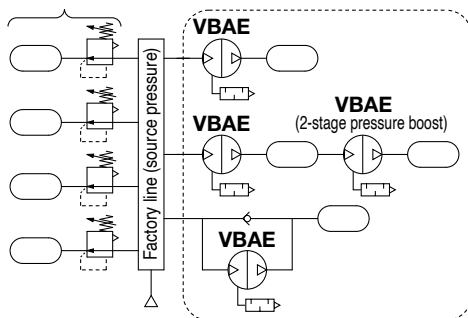 VBAE
Factory line (source pressure)
VBAE
VBAE
(2-stage pressure boost)
VBAE